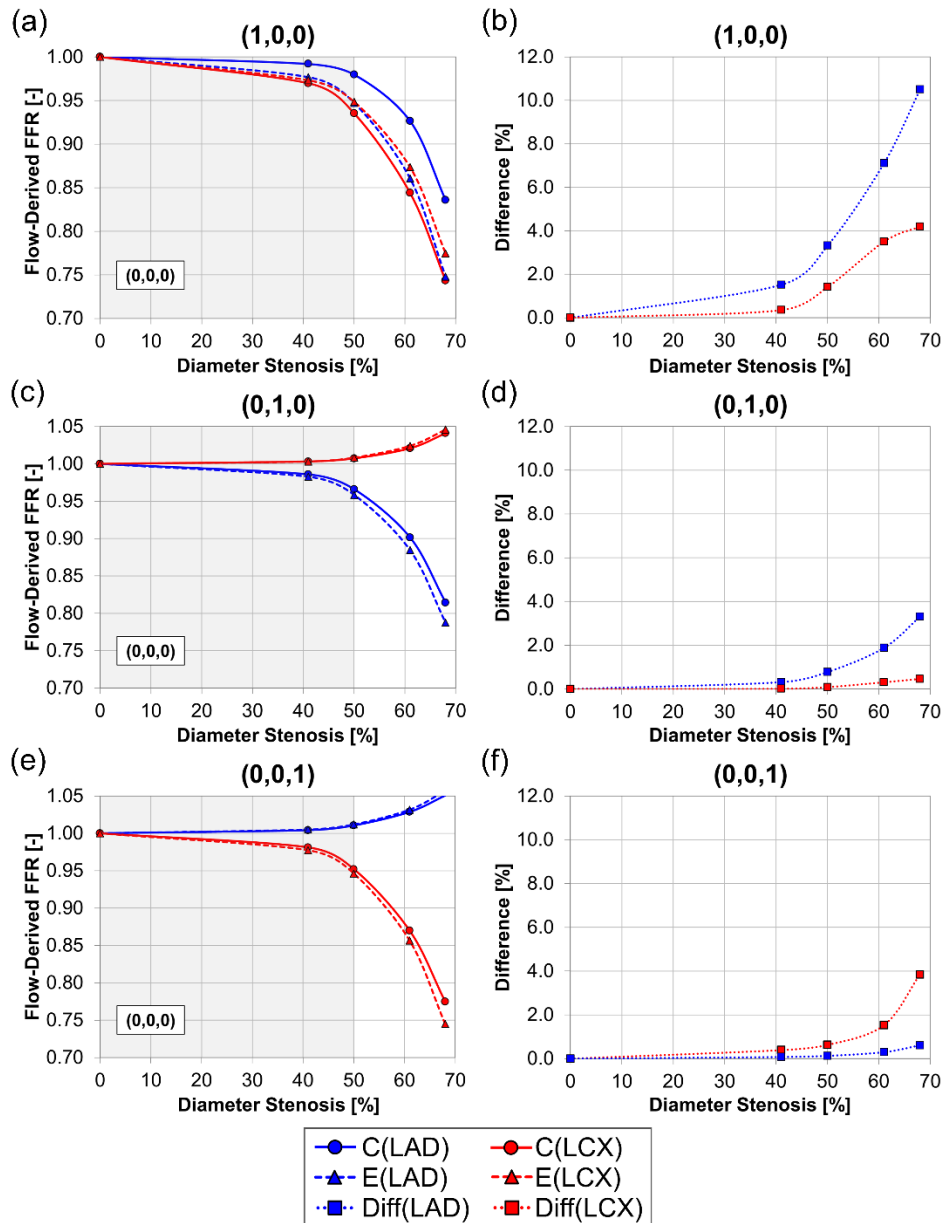 (a)
(1,0,0)
Flow-Derived FFR [-]
1.00
0.95
0.90
0.85
0.80
0.75
0.70
(0,0,0)
0 10 20 30 40 50 60 70
Diameter Stenosis [%]
(b)
(1,0,0)
Difference [%]
12.0
10.0
8.0
6.0
4.0
2.0
0.0
0 10 20 30 40 50 60 70
Diameter Stenosis [%]
(c)
(0,1,0)
Flow-Derived FFR [-]
1.05
1.00
0.95
0.90
0.85
0.80
0.75
0.70
(0,0,0)
0 10 20 30 40 50 60 70
Diameter Stenosis [%]
(d)
(0,1,0)
Difference [%]
12.0
10.0
8.0
6.0
4.0
2.0
0.0
0 10 20 30 40 50 60 70
Diameter Stenosis [%]
(e)
(0,0,1)
Flow-Derived FFR [-]
1.05
1.00
0.95
0.90
0.85
0.80
0.75
0.70
(0,0,0)
0 10 20 30 40 50 60 70
Diameter Stenosis [%]
(f)
(0,0,1)
Difference [%]
12.0
10.0
8.0
6.0
4.0
2.0
0.0
0 10 20 30 40 50 60 70
Diameter Stenosis [%]
C(LAD) C(LCX)
E(LAD) E(LCX)
Diff(LAD) Diff(LCX)